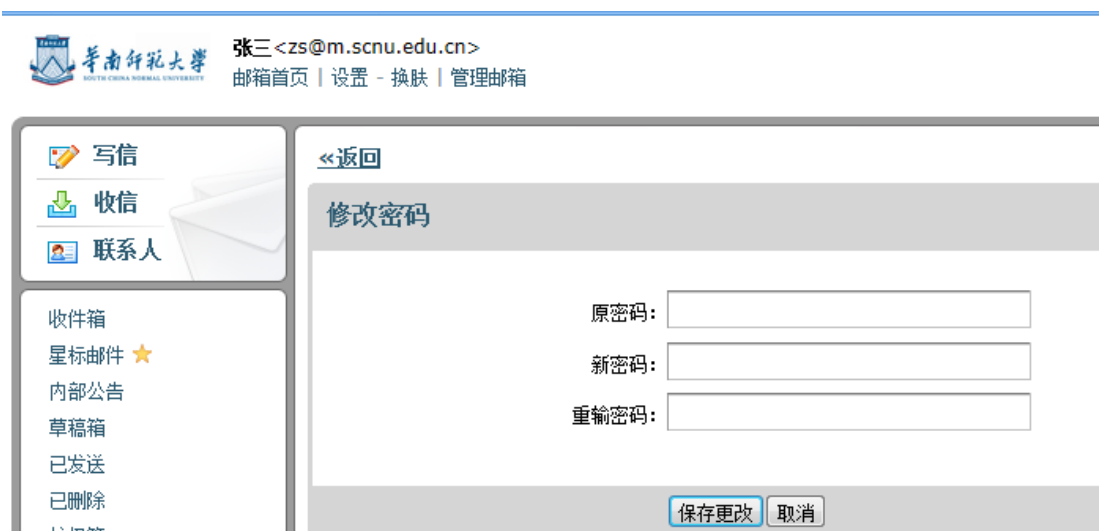 華南師範大學
SOUTH CHINA NORMAL UNIVERSITY
张三<zs@m.scnu.edu.cn>
邮箱首页 | 设置 - 换肤 | 管理邮箱
写信
收信
联系人
收件箱
星标邮件
内部公告
草稿箱
已发送
已删除
«返回
修改密码
原密码：
新密码：
重输密码：
保存更改 取消